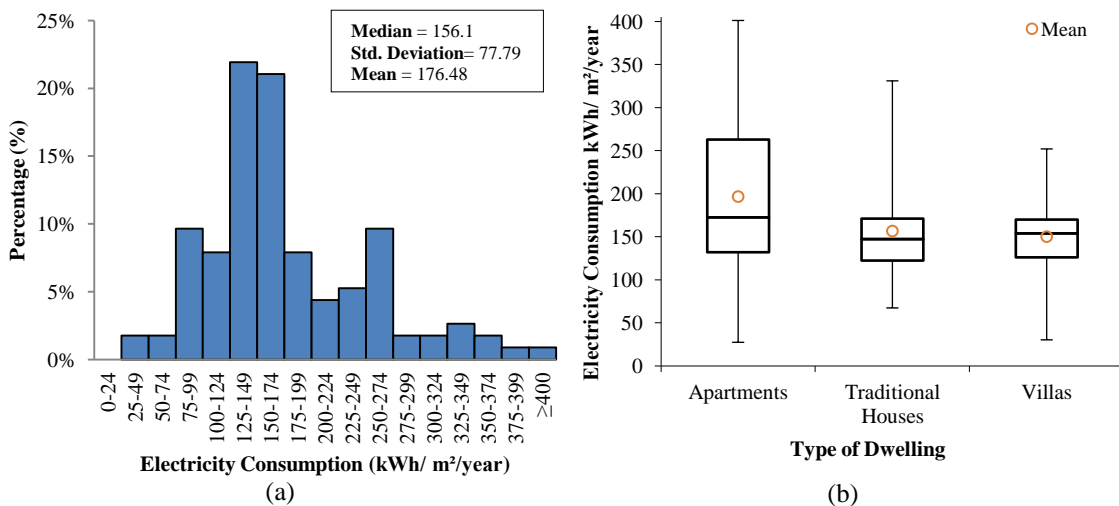 25%
20%
15%
10%
5%
0%
Percentage (%)
Median = 156.1
Std. Deviation= 77.79
Mean = 176.48
0-24
25-49
50-74
75-99
100-124
125-149
150-174
175-199
200-224
225-249
250-274
275-299
300-324
325-349
350-374
375-399
≥400
Electricity Consumption (kWh/ m²/year)
(a)
400
350
300
250
200
150
100
50
0
Electricity Consumption kWh/ m²/year
Mean
Apartments
Traditional
Houses
Villas
Type of Dwelling
(b)